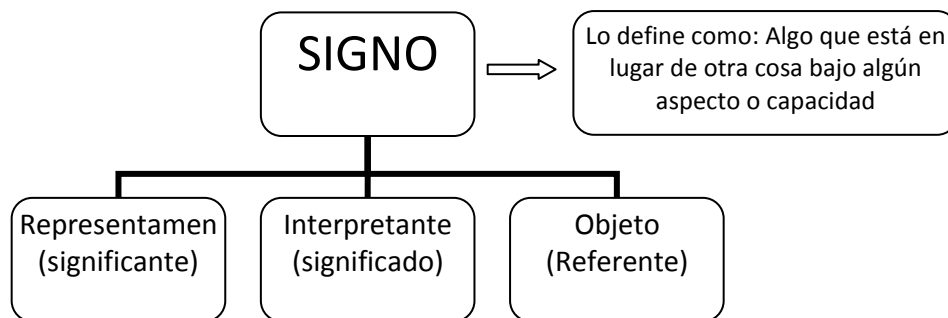 SIGNO
Lo define como: Algo que está en
lugar de otra cosa bajo algún
aspecto o capacidad
Representamen
(significante)
Interpretante
(significado)
Objeto
(Referente)